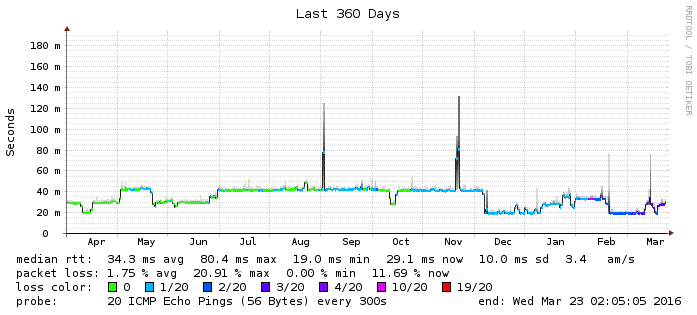 Last 360 Days
RRDTOOL / TOBI OETIKER
Seconds
180 m
160 m
140 m
120 m
100 m
80 m
60 m
40 m
20 m
0
Apr May Jun Jul Aug Sep Oct Nov Dec Jan Feb Mar
median rtt: 34.3 ms avg 80.4 ms max 19.0 ms min 29.1 ms now 10.0 ms sd 3.4 am/s
packet loss: 1.75 % avg 20.91 % max 0.00 % min 11.69 % now
loss color: 0 1/20 2/20 3/20 4/20 10/20 19/20
probe: 20 ICMP Echo Pings (56 Bytes) every 300s end: Wed Mar 23 02:05:05 2016